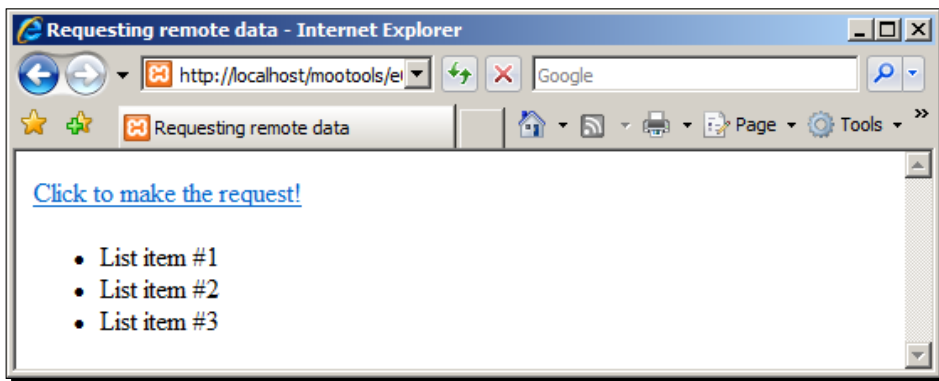 Requesting remote data - Internet Explorer
http://localhost/mootools/e
Google
Requesting remote data
Page
Tools
»
Click to make the request!
• List item #1
• List item #2
• List item #3